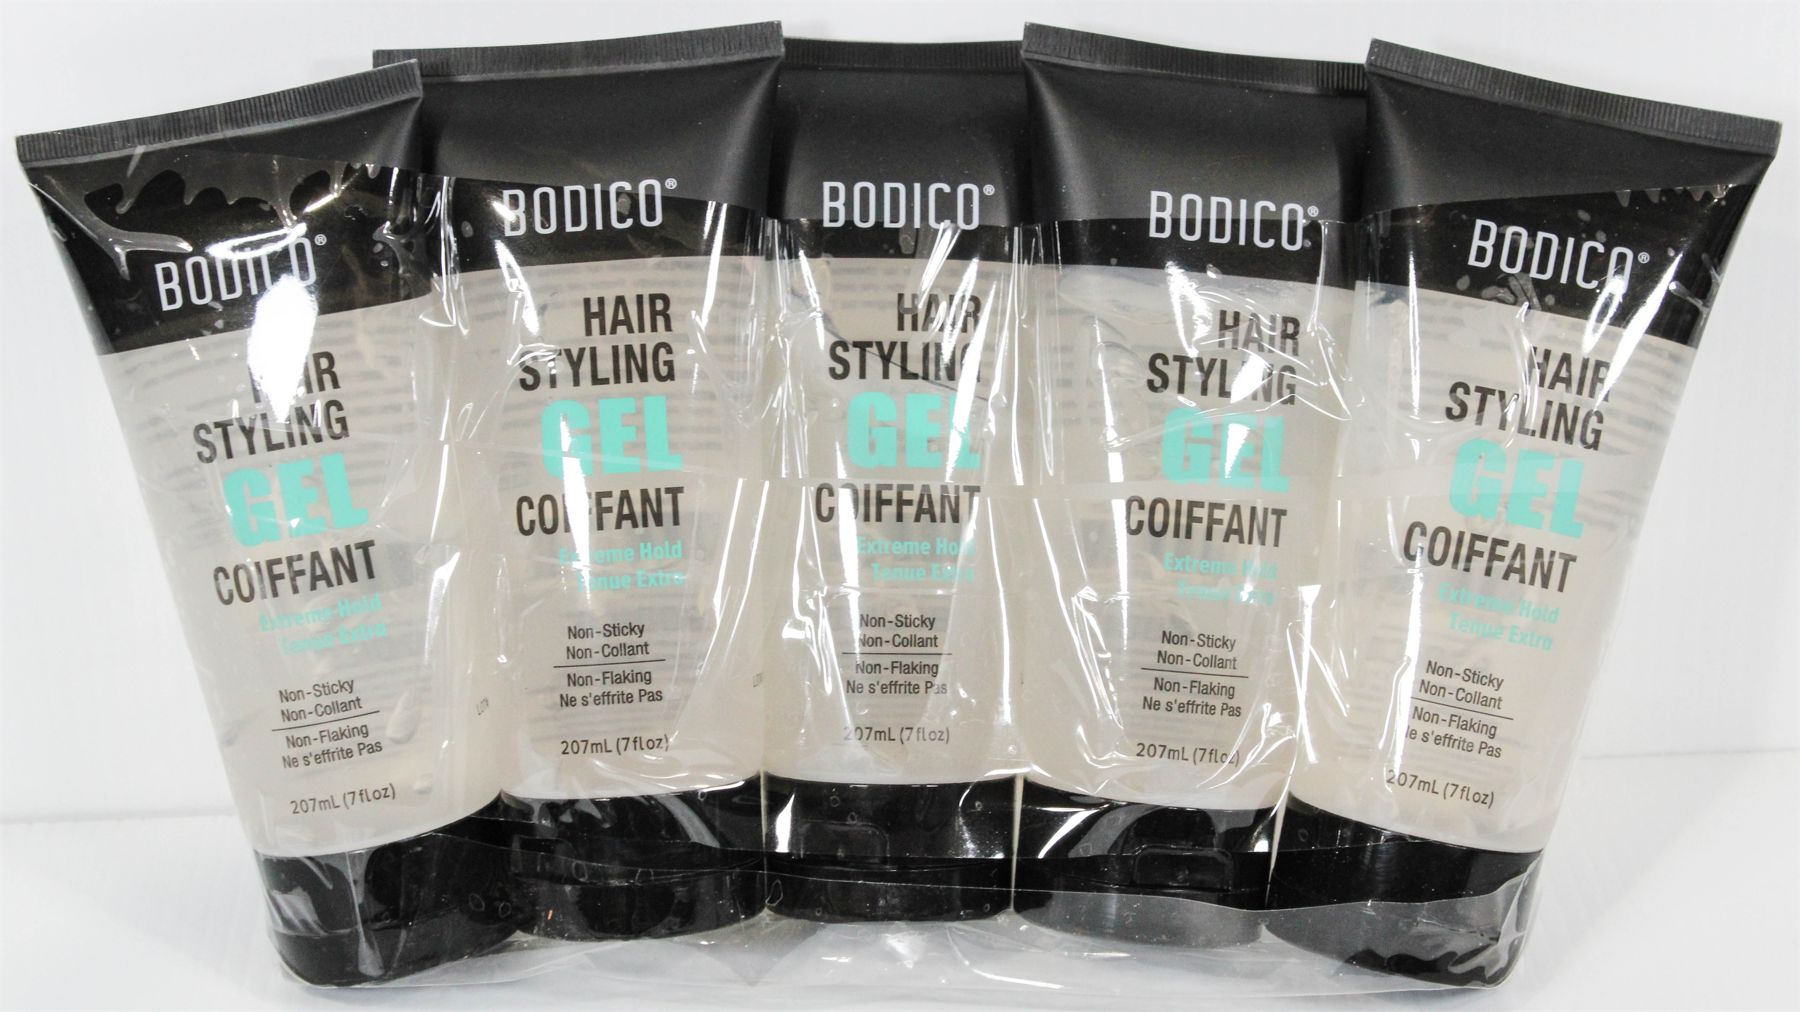 BODICO®
HAIR
STYLING
GEL
COIFFANT
Extreme Hold
Tenue Extra
Non-Sticky
Non-Collant
Non-Flaking
Ne s'effrite Pas
207mL (7floz)
BODICO®
HAIR
STYLING
GEL
COIFFANT
Extreme Hold
Tenue Extra
Non-Sticky
Non-Collant
Non-Flaking
Ne s'effrite Pas
207mL (7floz)
BODICO®
HAIR
STYLING
GEL
COIFFANT
Extreme Hold
Tenue Extra
Non-Sticky
Non-Collant
Non-Flaking
Ne s'effrite Pas
207mL (7floz)
BODICO®
HAIR
STYLING
GEL
COIFFANT
Extreme Hold
Tenue Extra
Non-Sticky
Non-Collant
Non-Flaking
Ne s'effrite Pas
207mL (7floz)
BODICO®
HAIR
STYLING
GEL
COIFFANT
Extreme Hold
Tenue Extra
Non-Sticky
Non-Collant
Non-Flaking
Ne s'effrite Pas
207mL (7floz)